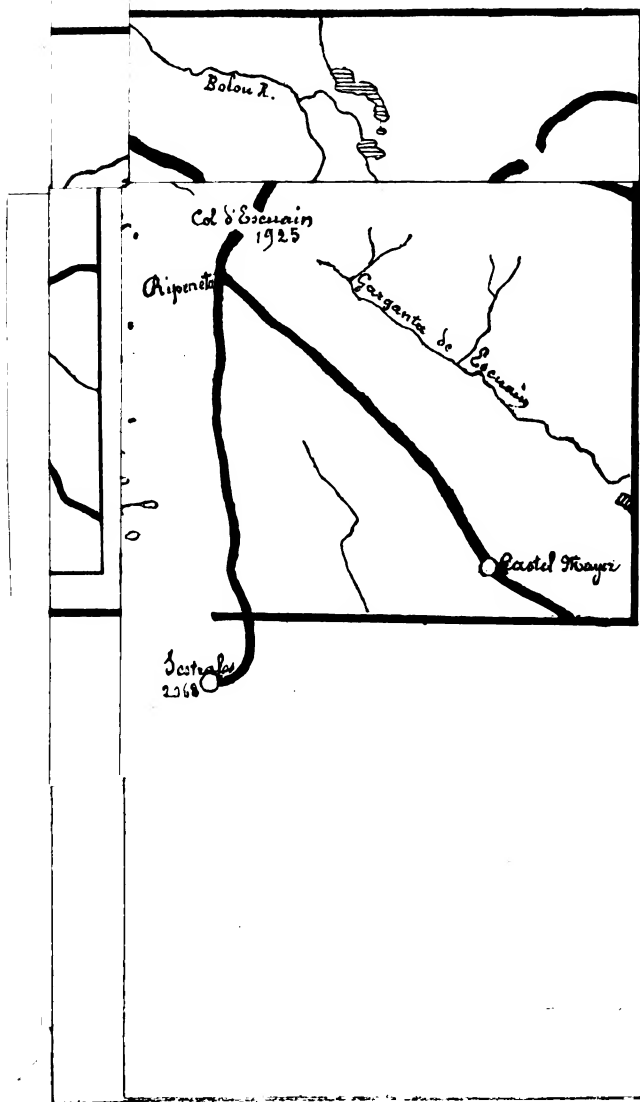 Bolou R.
Col d'Escuain
1925
Ripeneta
Garganta de Escuain
Castel Mayor
Sestrales
2068